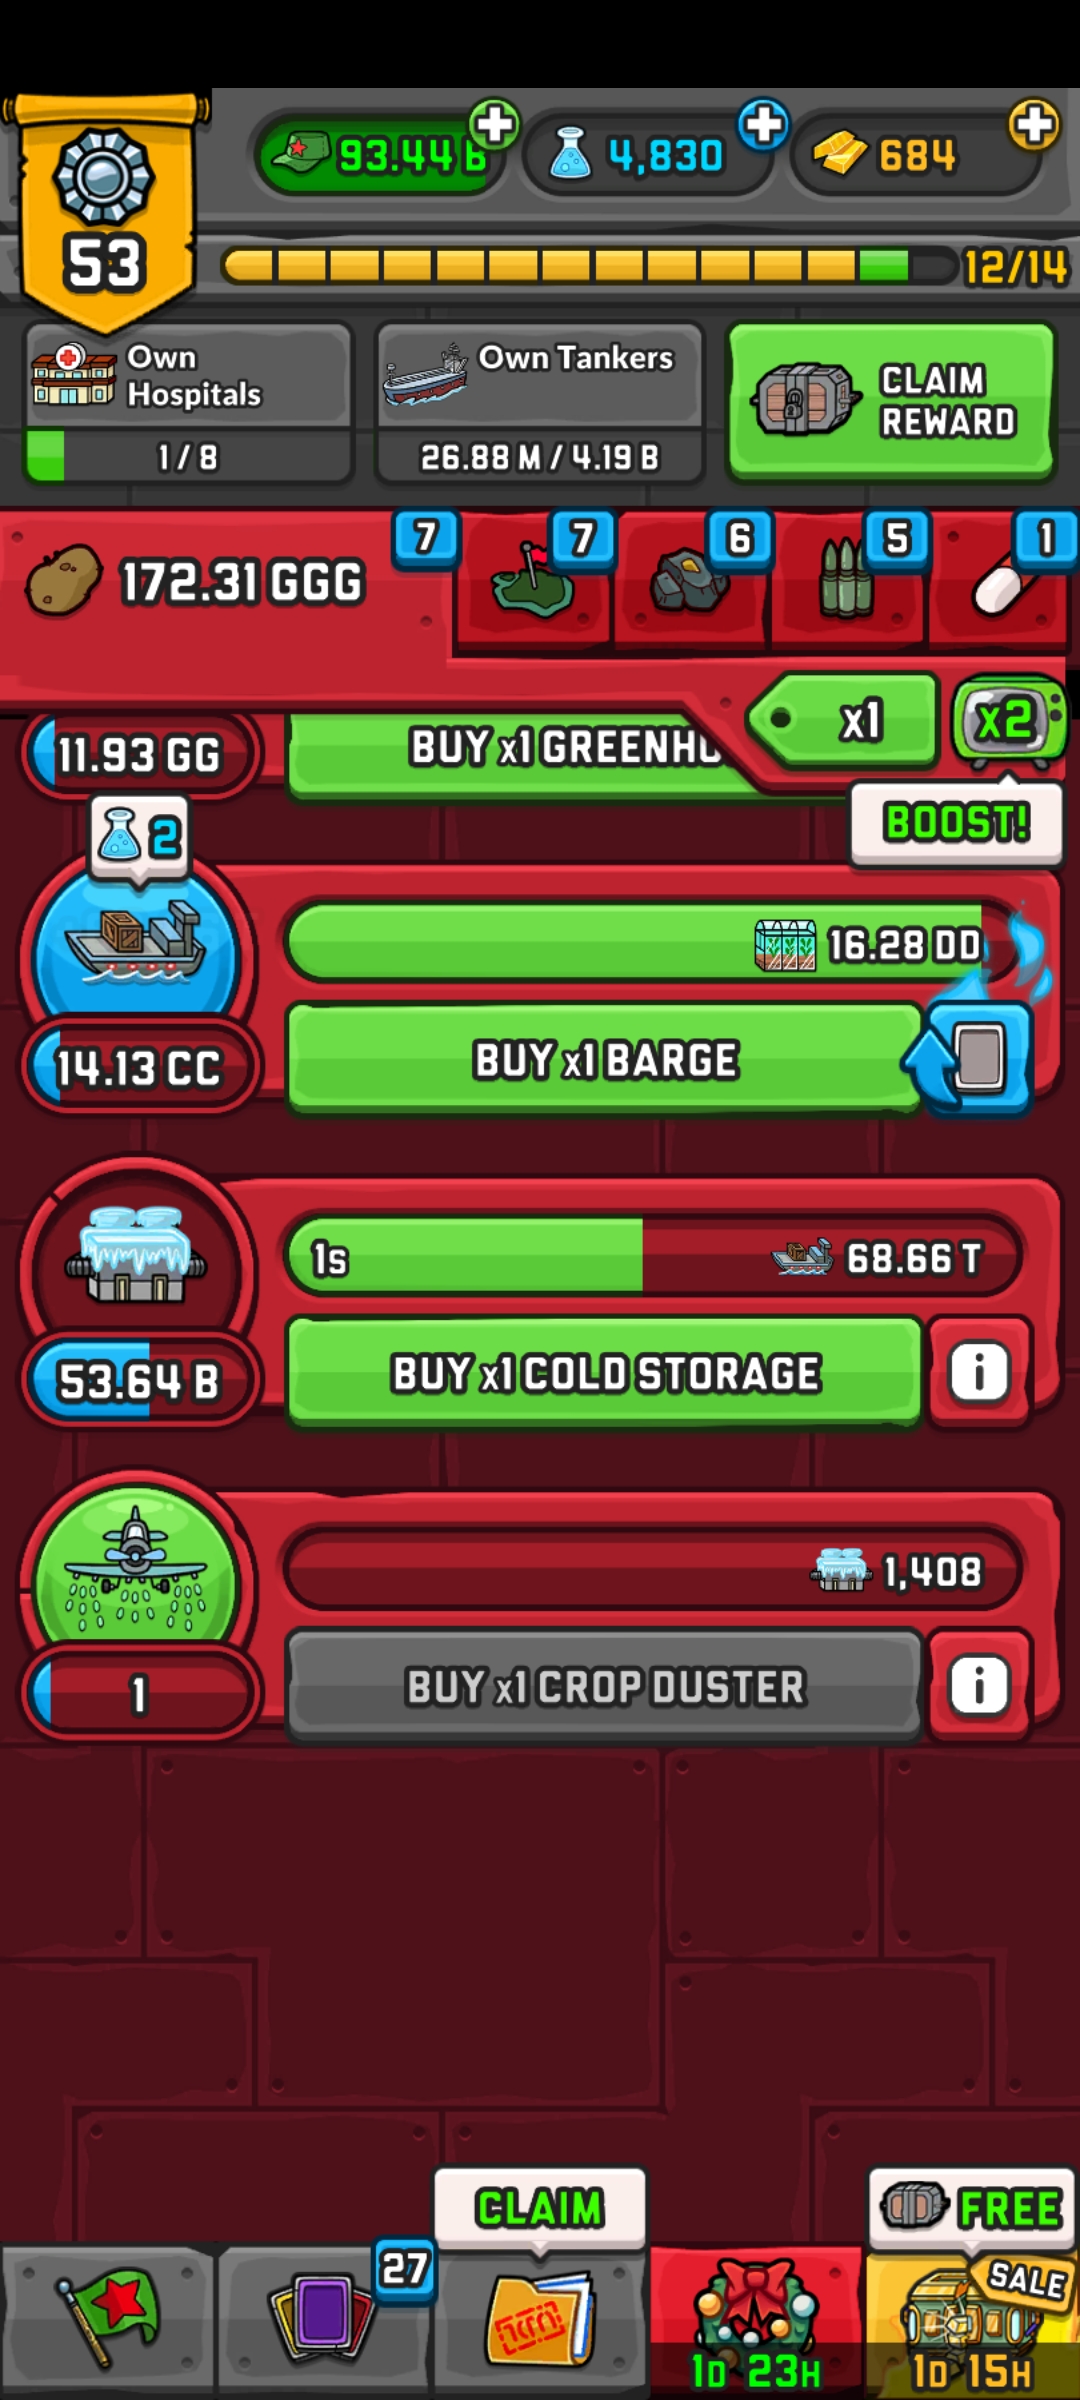 93.44 B
4,830
684
53
12/14
Own
Hospitals
1 / 8
Own Tankers
26.88 M / 4.19 B
CLAIM
REWARD
172.31 GGG
7
7
6
5
1
x1
x2
BOOST!
11.93 GG
BUY x1 GREENHO
2
16.28 DD
14.13 CC
BUY x1 BARGE
1s
68.66 T
53.64 B
BUY x1 COLD STORAGE
i
1,408
1
BUY x1 CROP DUSTER
i
CLAIM
FREE
27
SALE
1D 23H
1D 15H